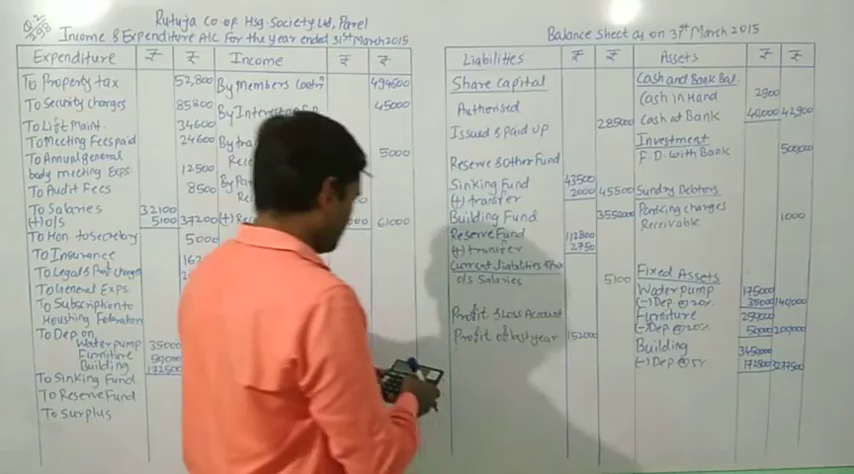 Q.2/
398
Rutuja Co-op. Hsg. Society Ltd, Parel
Income & Expenditure A/C For the year ended 31st March 2015
Expenditure ₹ ₹ Income ₹ ₹
To Property tax 52,800 By Members Contn 494600
To Security charges 85800 By Interest 45000
To Lift Maint. 34600
To Meeting Fees paid 24600
To Annual general 5000
body meeting Exps 12500
To Audit Fees 8500
To Salaries 32100
(+) o/s 5100 37200 61000
To Hon. to Secretary 5000
To Insurance
To Legal &
To General Exps.
To Subscription to
Housing Federation
To Dep on
Water pump 35000
Furniture 50000
Building 172500
To Sinking Fund
To Reserve Fund
To Surplus
Balance Sheet as on 31st March 2015
Liabilities ₹ ₹ Assets ₹ ₹
Share Capital Cash and Bank Bal.
Authorised Cash in Hand 2900
Issued & Paid up 285000 Cash at Bank 40000 42900
Investment
Reserve & Other Fund F.D. with Bank 500000
Sinking Fund 43500
(+) transfer 2000 45500 Sundry Debtors
Building Fund 3550000 Parking charges
Reserve Fund 112800 Receivable 1000
(+) transfer 2750
Current Liabilities
o/s Salaries 5100 Fixed Assets
Water pump 175000
(-) Dep @ 20% 35000 140000
Profit & Loss Account Furniture
Profit of last year 152000 (-) Dep @ 20% 50000
Building 3450000
(-) Dep @ 5% 172500 3277500